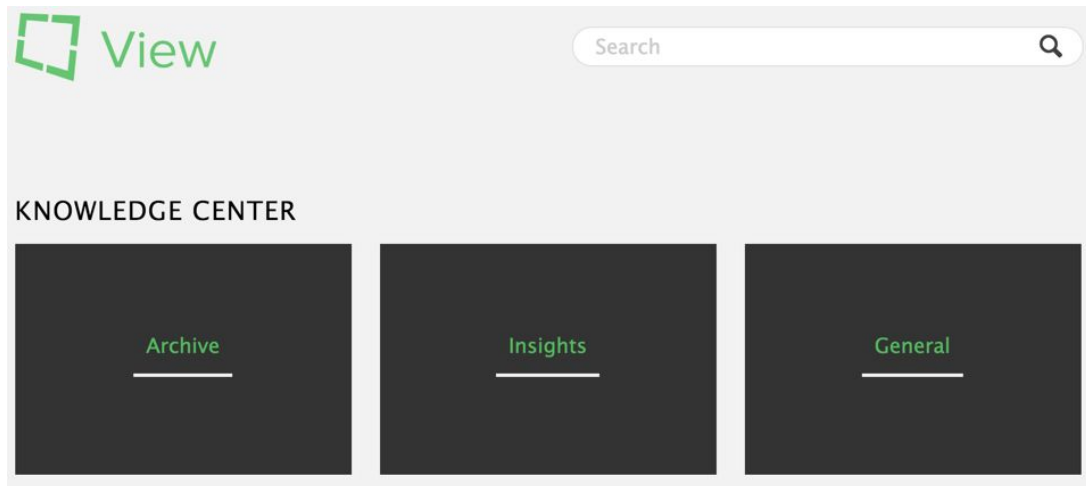 View
Search
KNOWLEDGE CENTER
Archive
Insights
General